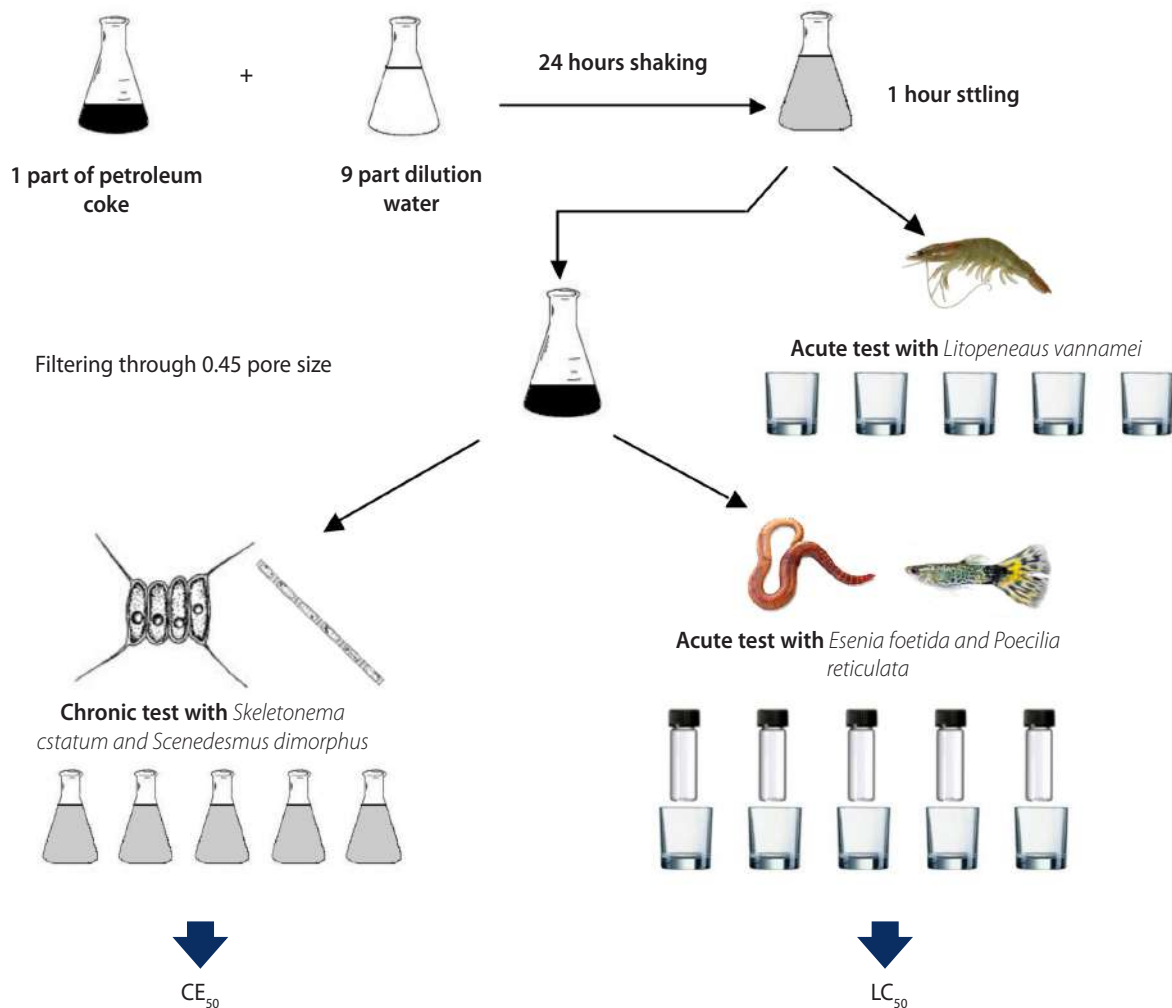 +
24 hours shaking
1 hour sttling
1 part of petroleum
coke
9 part dilution
water
Filtering through 0.45 pore size
Acute test with Litopeneaus vannamei
Acute test with Esenia foetida and Poecilia
reticulata
Chronic test with Skeletonema
cstatum and Scenedesmus dimorphus
CE50
LC50